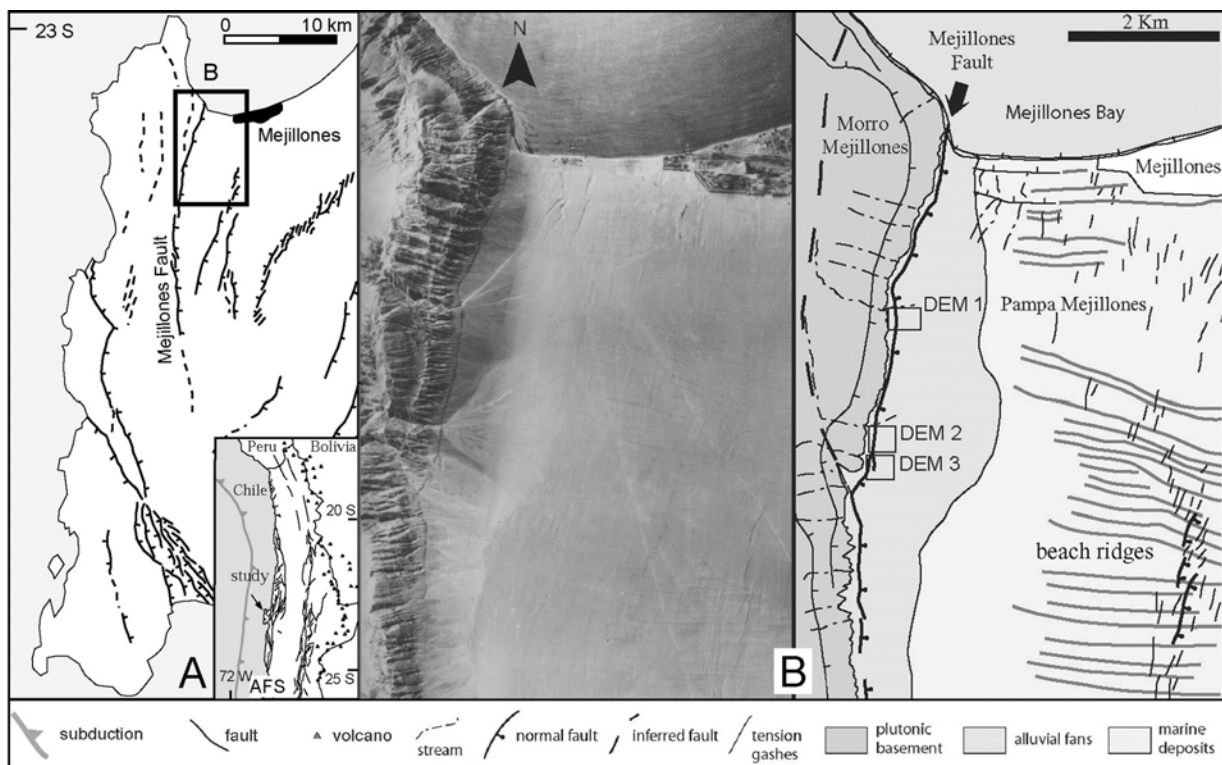 23 S
0 10 km
B
Mejillones
Mejillones Fault
A
Peru
Bolivia
Chile
20 S
study
72 W
AFS
25 S
N
2 Km
Mejillones
Fault
Mejillones Bay
Morro
Mejillones
Mejillones
DEM 1
Pampa Mejillones
DEM 2
DEM 3
beach ridges
B
subduction
fault
volcano
stream
normal fault
inferred fault
tension
gashes
plutonic
basement
alluvial fans
marine
deposits